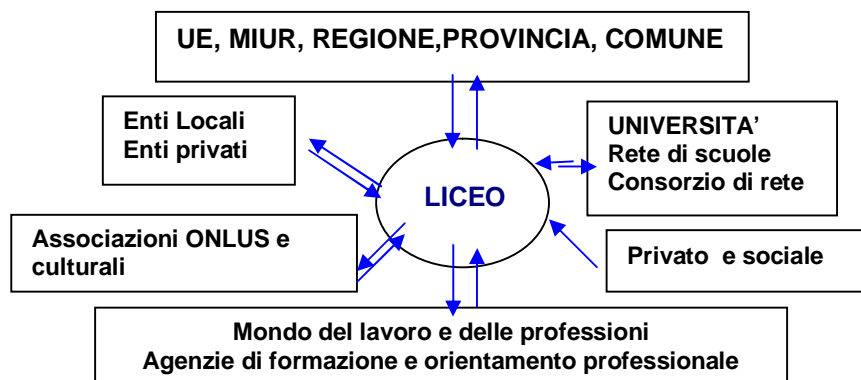 UE, MIUR, REGIONE,PROVINCIA, COMUNE
Enti Locali
Enti privati
UNIVERSITA’
Rete di scuole
Consorzio di rete
LICEO
Associazioni ONLUS e
culturali
Privato e sociale
Mondo del lavoro e delle professioni
Agenzie di formazione e orientamento professionale